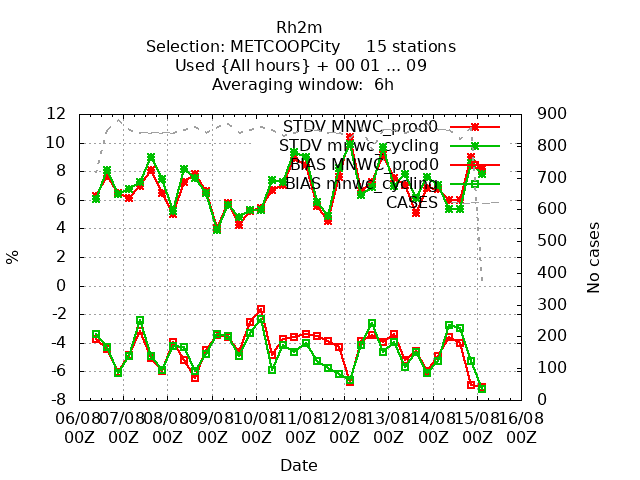 Rh2m
Selection: METCOOPCity 15 stations
Used {All hours} + 00 01 ... 09
Averaging window: 6h
STDV MNWC_prod0
STDV mnwc_cycling
BIAS MNWC_prod0
BIAS mnwc_cycling
CASES
12
10
8
6
4
2
0
-2
-4
-6
-8
%
900
800
700
600
500
400
300
200
100
0
No cases
06/08 07/08 08/08 09/08 10/08 11/08 12/08 13/08 14/08 15/08 16/08
00Z 00Z 00Z 00Z 00Z 00Z 00Z 00Z 00Z 00Z 00Z
Date